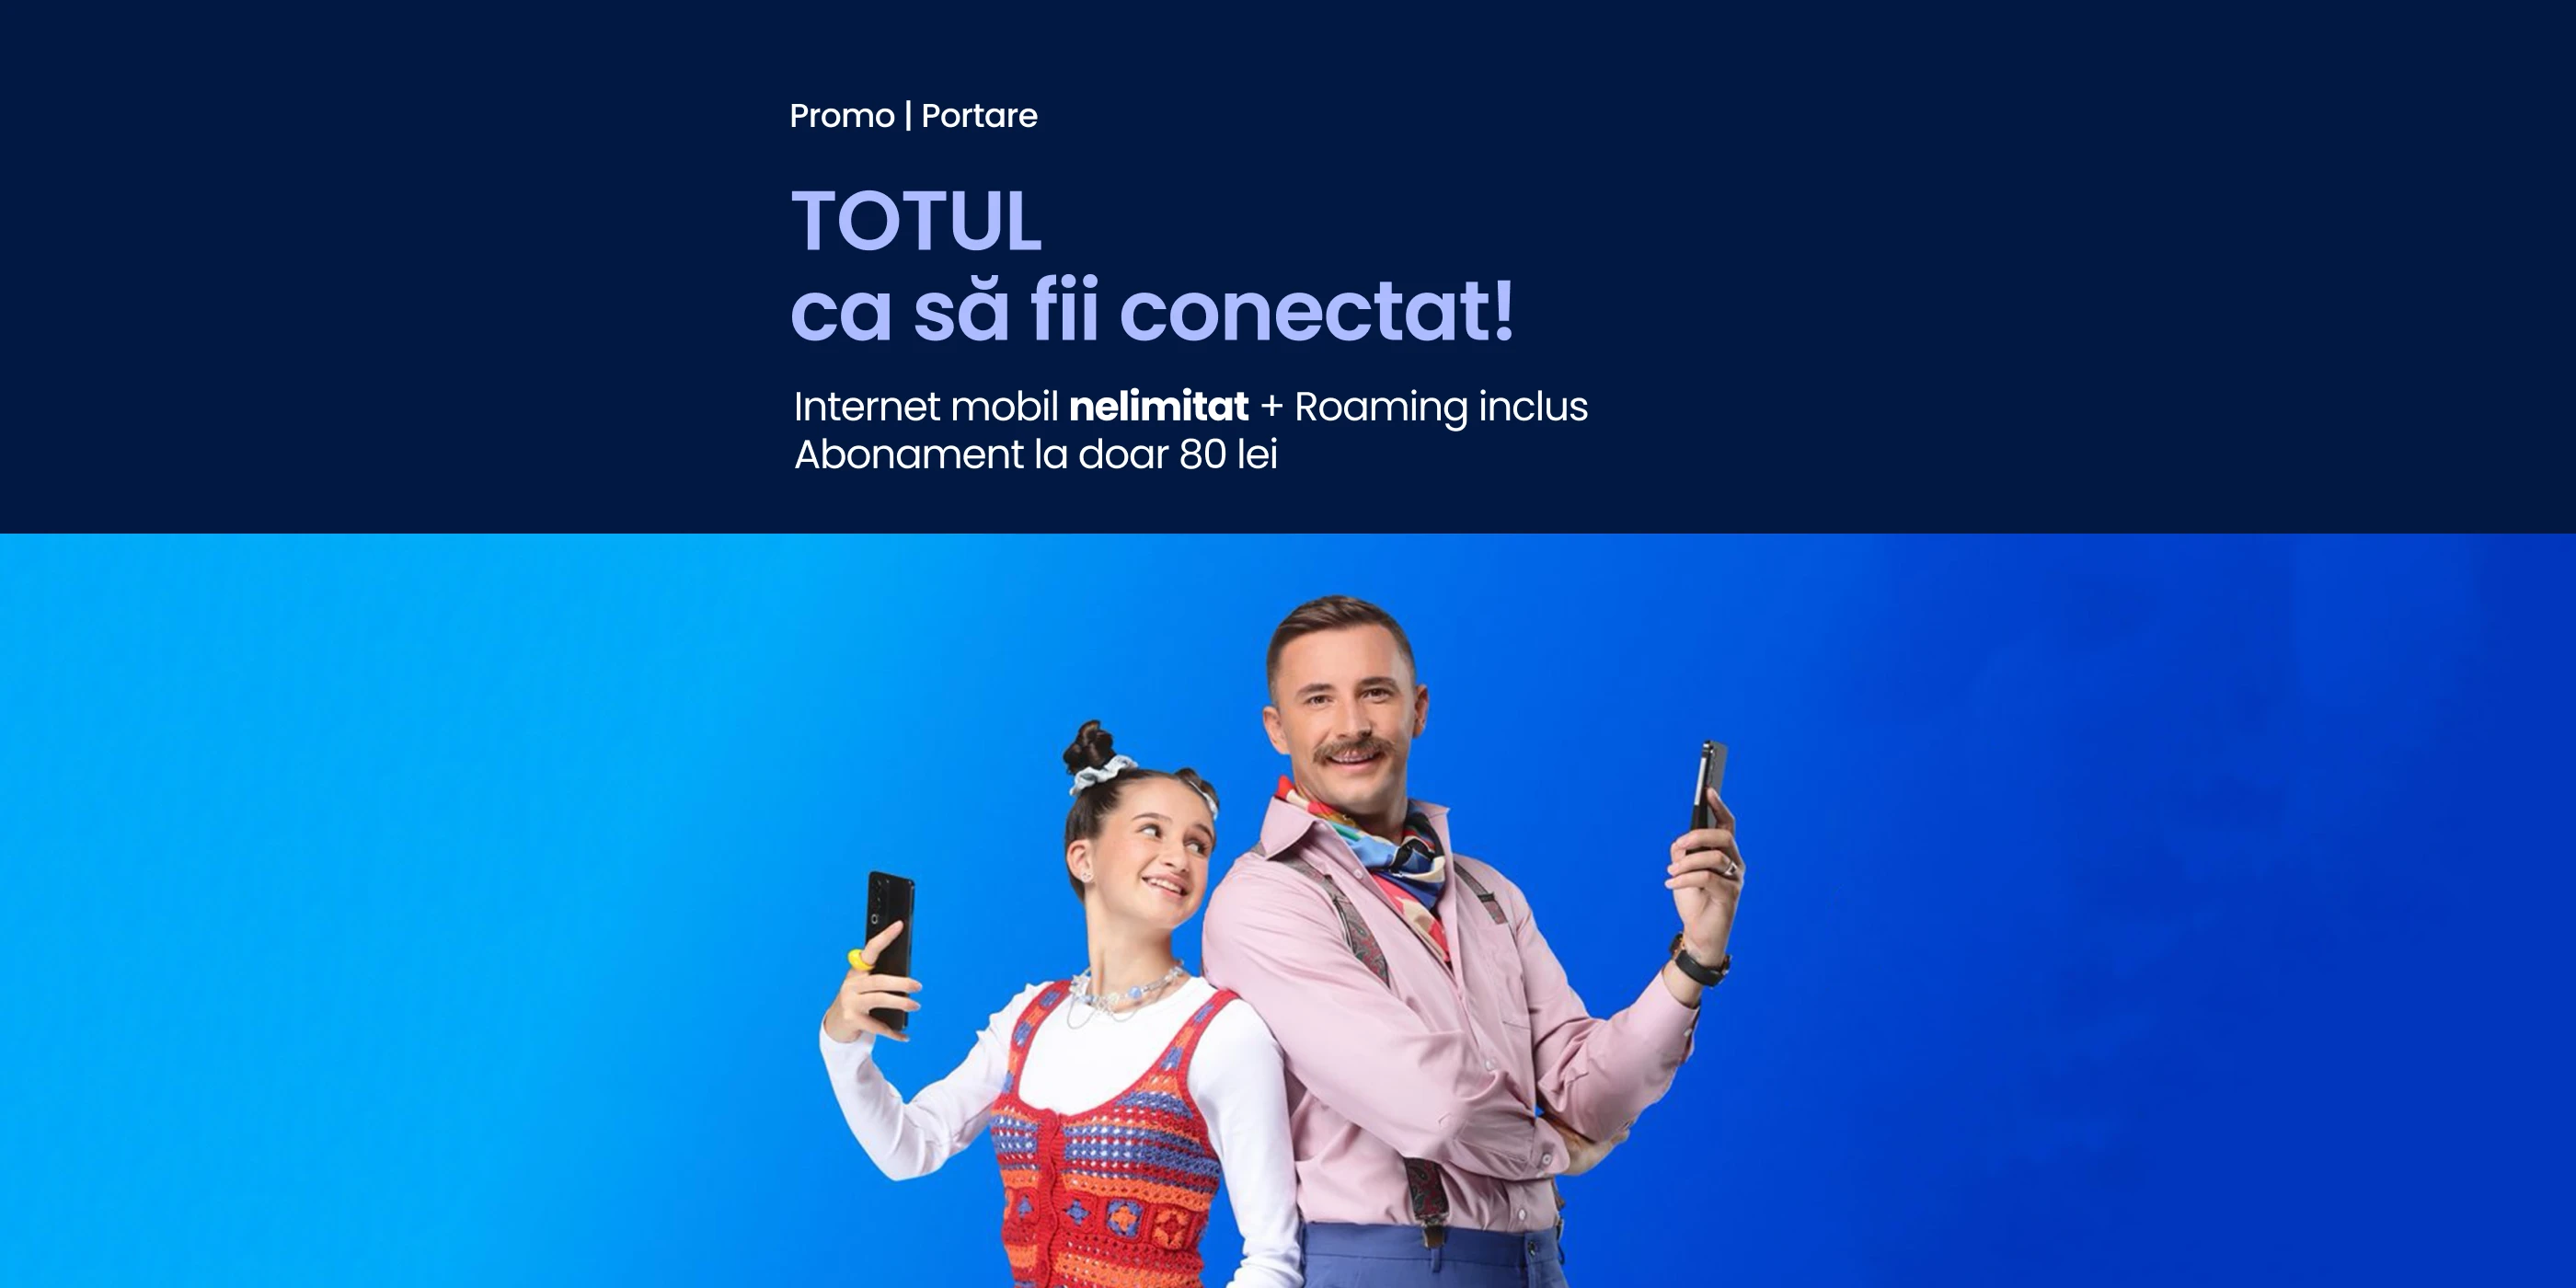 Promo | Portare
TOTUL
ca să fii conectat!
Internet mobil nelimitat + Roaming inclus
Abonament la doar 80 lei